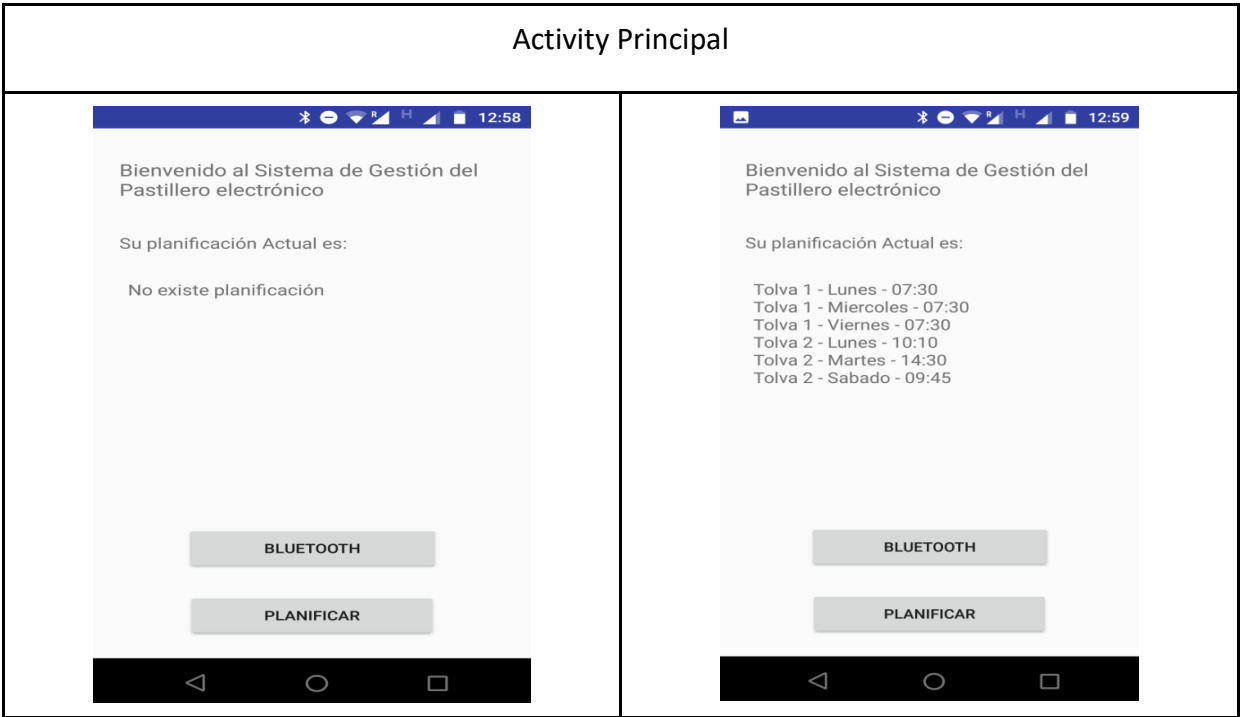 Activity Principal
R H 12:58
Bienvenido al Sistema de Gestión del
Pastillero electrónico
Su planificación Actual es:
No existe planificación
BLUETOOTH
PLANIFICAR
R H 12:59
Bienvenido al Sistema de Gestión del
Pastillero electrónico
Su planificación Actual es:
Tolva 1 - Lunes - 07:30
Tolva 1 - Miercoles - 07:30
Tolva 1 - Viernes - 07:30
Tolva 2 - Lunes - 10:10
Tolva 2 - Martes - 14:30
Tolva 2 - Sabado - 09:45
BLUETOOTH
PLANIFICAR